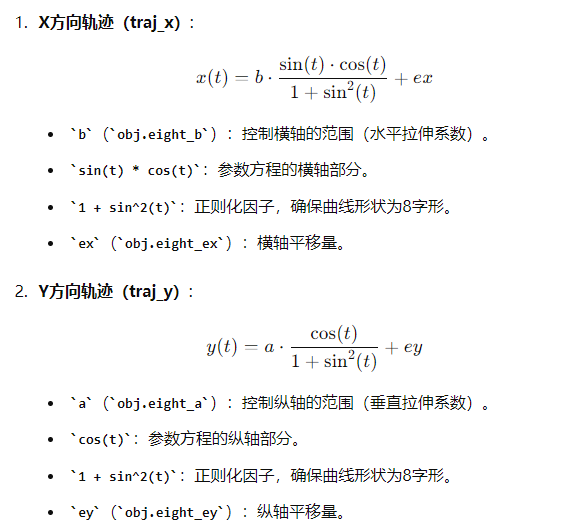 1. X方向轨迹（traj_x）：
x(t) = b · \frac{sin(t) · cos(t)}{1 + sin^2(t)} + ex
• `b`（`obj.eight_b`）：控制横轴的范围（水平拉伸系数）。
• `sin(t) * cos(t)`：参数方程的横轴部分。
• `1 + sin^2(t)`：正则化因子，确保曲线形状为8字形。
• `ex`（`obj.eight_ex`）：横轴平移量。
2. Y方向轨迹（traj_y）：
y(t) = a · \frac{cos(t)}{1 + sin^2(t)} + ey
• `a`（`obj.eight_a`）：控制纵轴的范围（垂直拉伸系数）。
• `cos(t)`：参数方程的纵轴部分。
• `1 + sin^2(t)`：正则化因子，确保曲线形状为8字形。
• `ey`（`obj.eight_ey`）：纵轴平移量。